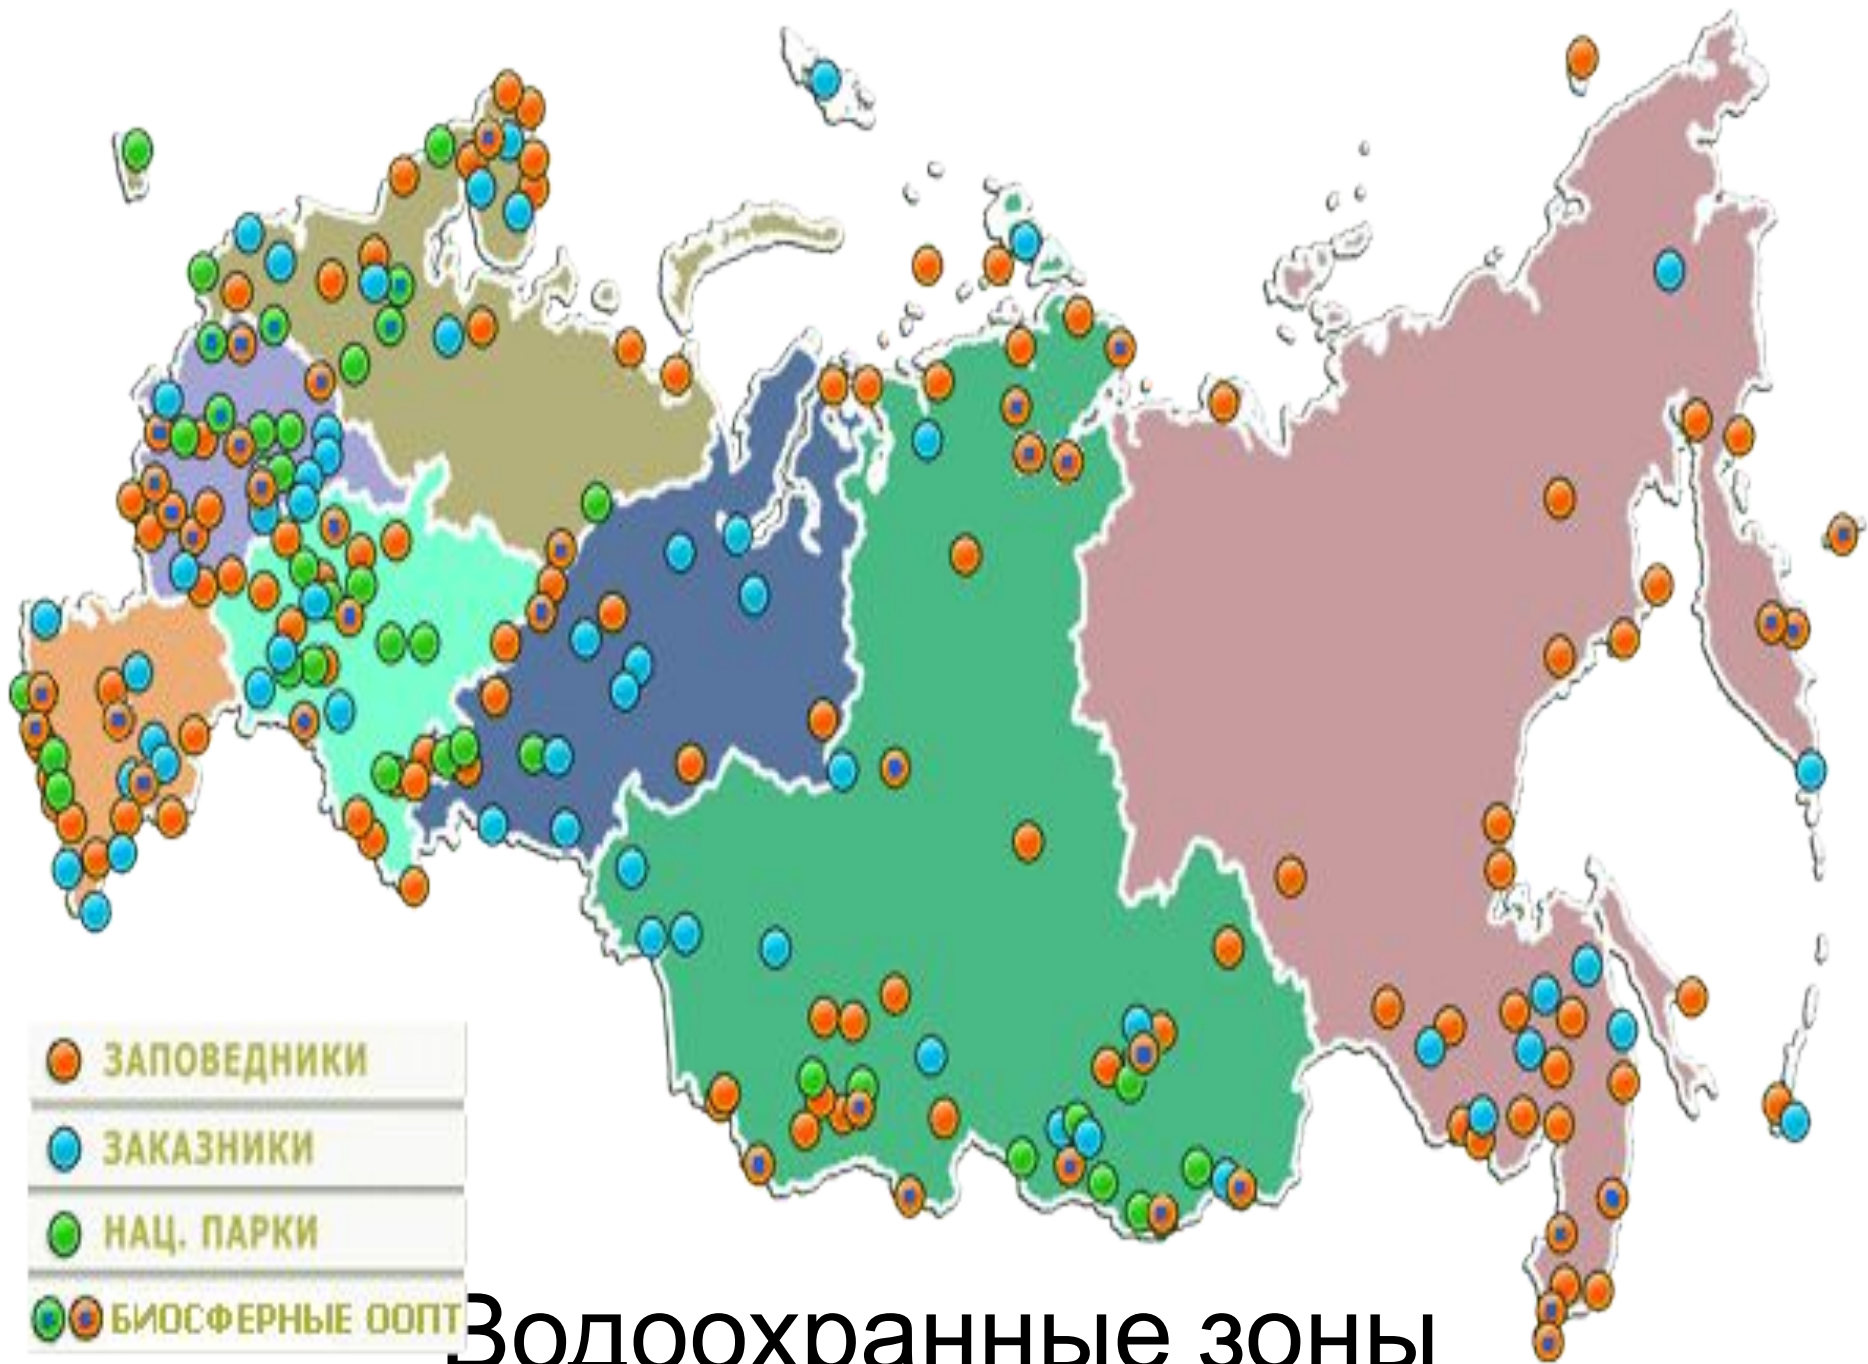 ЗАПОВЕДНИКИ
ЗАКАЗНИКИ
НАЦ. ПАРКИ
БИОСФЕРНЫЕ ООПТ
Водоохранные зоны